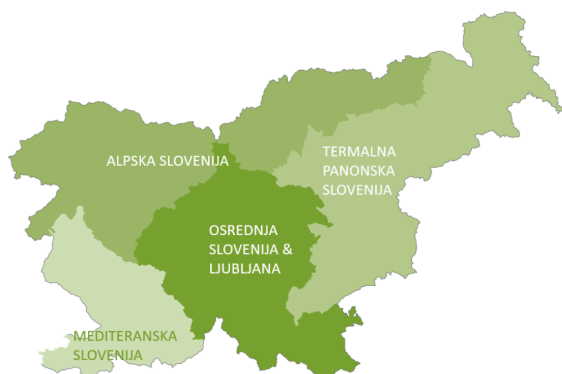 ALPSKA SLOVENIJA
TERMALNA
PANONSKA
SLOVENIJA
OSREDNJA
SLOVENIJA &
LJUBLJANA
MEDITERANSKA
SLOVENIJA